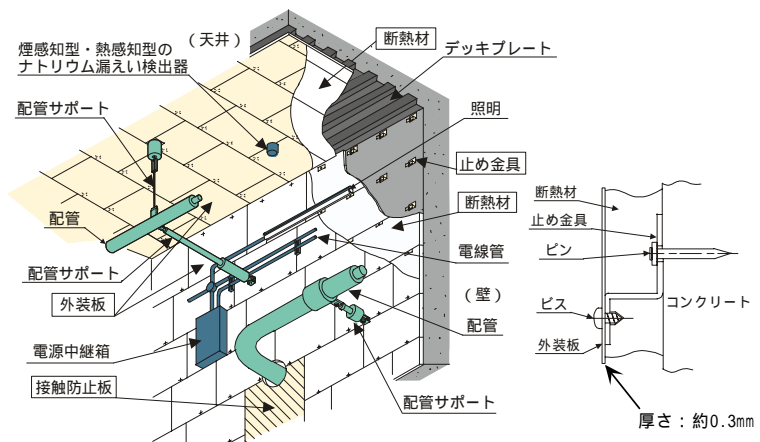 煙感知型・熱感知型の
ナトリウム漏えい検出器
（天井）
断熱材
デッキプレート
配管サポート
照明
止め金具
断熱材
配管
電線管
配管サポート
（壁）
外装板
配管
電源中継箱
接触防止板
配管サポート
断熱材
止め金具
ピン
コンクリート
ビス
外装板
厚さ：約0.3mm